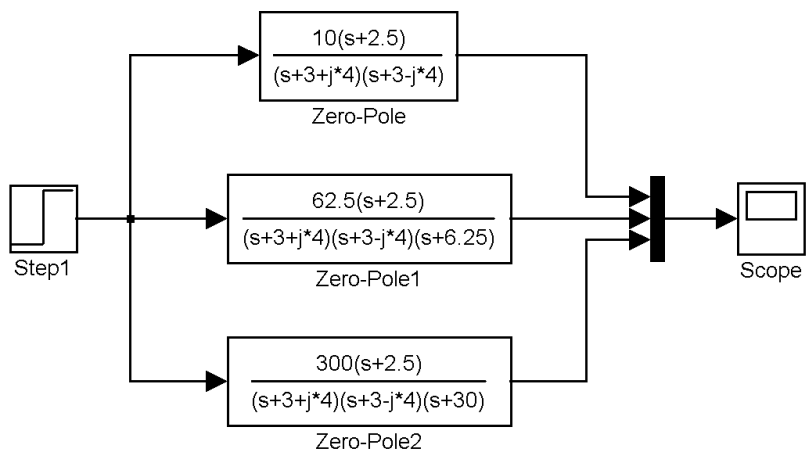 10(s+2.5)
(s+3+j*4)(s+3-j*4)
Zero-Pole
62.5(s+2.5)
(s+3+j*4)(s+3-j*4)(s+6.25)
Zero-Pole1
Step1
Scope
300(s+2.5)
(s+3+j*4)(s+3-j*4)(s+30)
Zero-Pole2